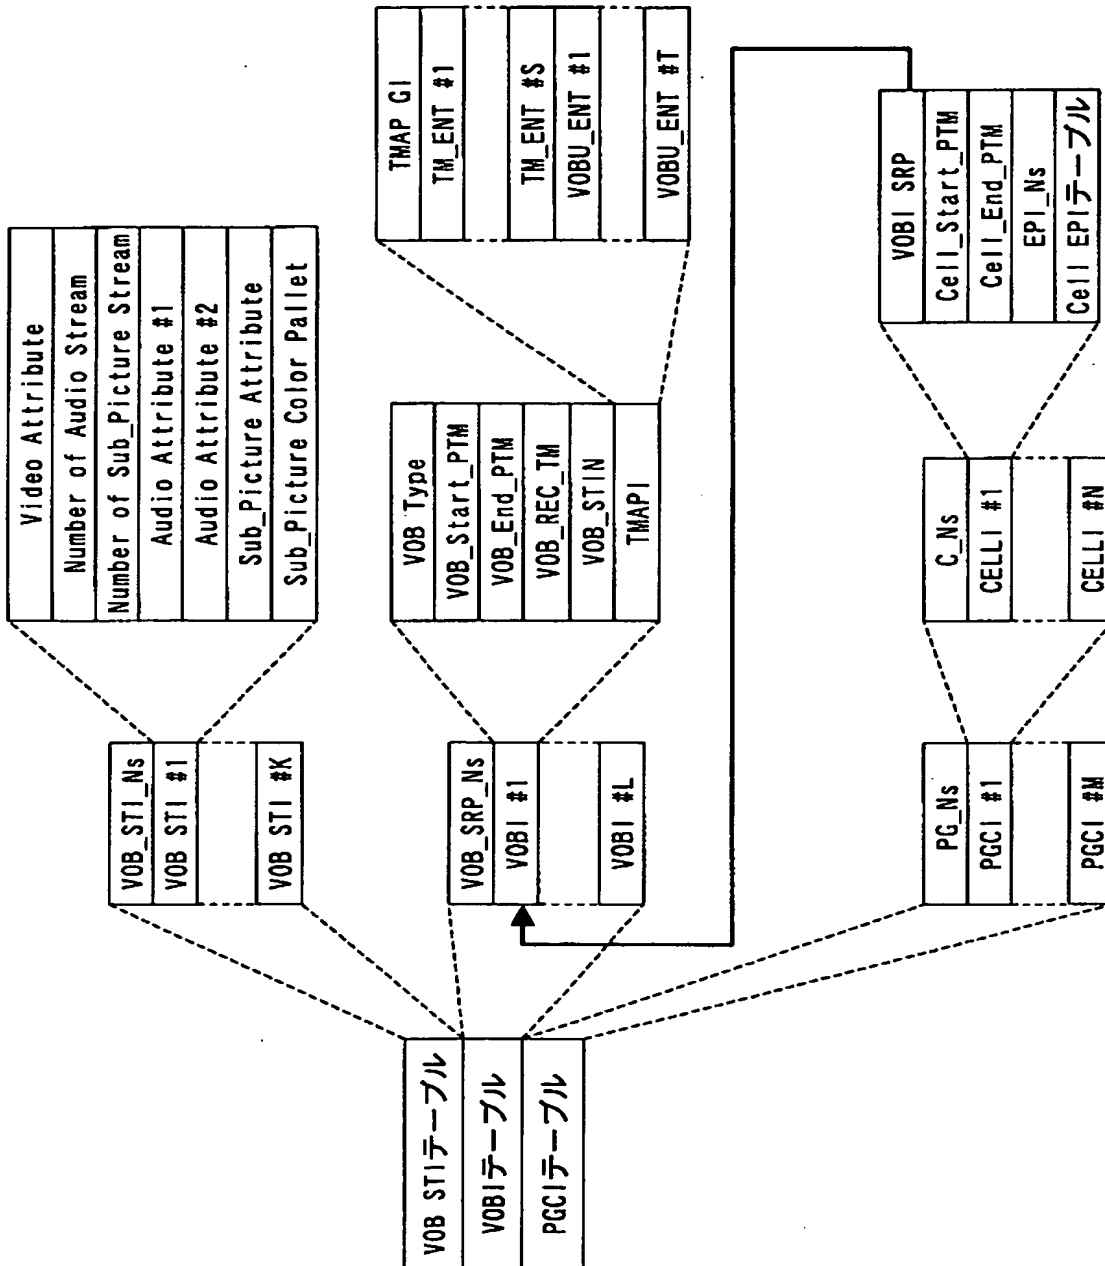 VOB STIテーブル
VOBIテーブル
PGCIテーブル
VOB_STI_Ns
VOB STI #1
VOB STI #K
Video Attribute
Number of Audio Stream
Number of Sub_Picture Stream
Audio Attribute #1
Audio Attribute #2
Sub_Picture Attribute
Sub_Picture Color Pallet
VOB_SRP_Ns
VOBI #1
VOBI #L
VOB Type
VOB_Start_PTM
VOB_End_PTM
VOB_REC_TM
VOB_STIN
TMAPI
TMAP GI
TM_ENT #1
TM_ENT #S
VOBU_ENT #1
VOBU_ENT #T
PG_Ns
PGCI #1
PGCI #M
C_Ns
CELLI #1
CELLI #N
VOBI SRP
Cell_Start_PTM
Cell_End_PTM
EPI_Ns
Cell EPIテーブル